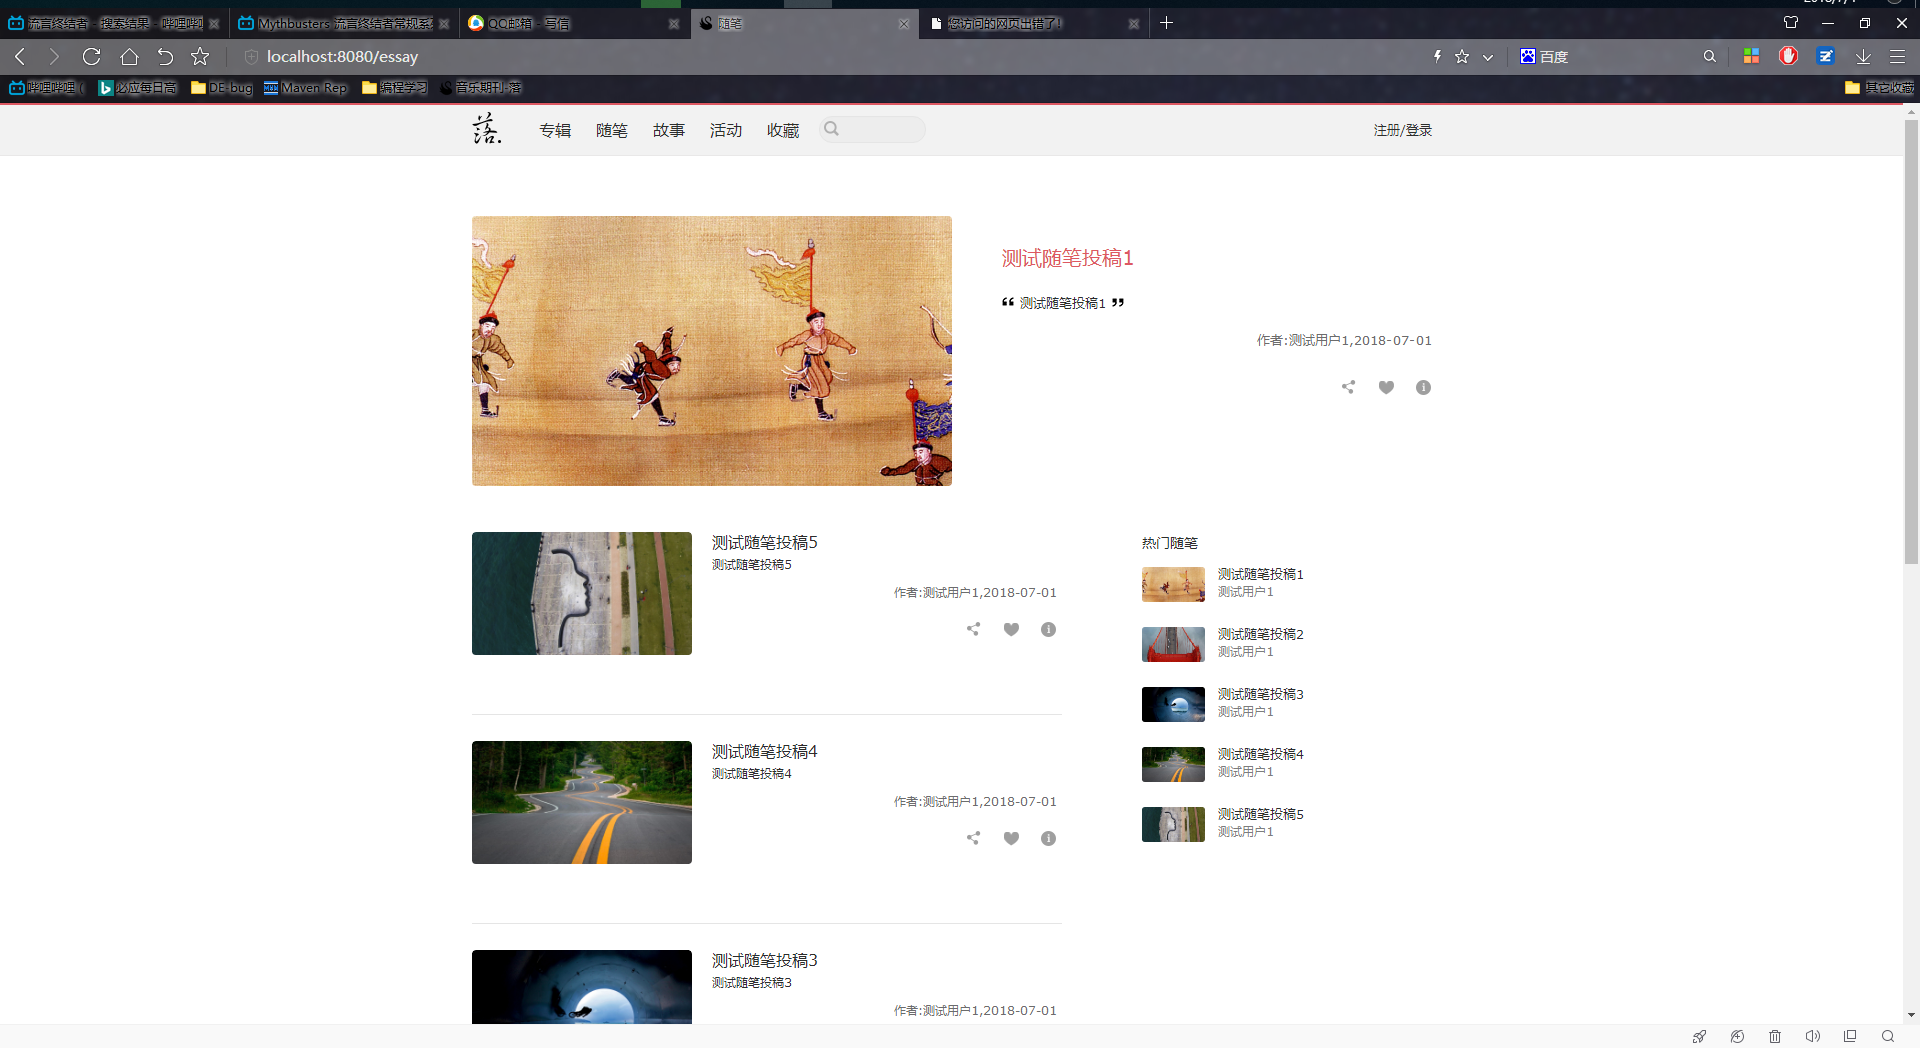 流言终结者 - 搜索结果 - 哔哩哔
Mythbusters 流言终结者常规系
QQ邮箱 - 写信
随笔
您访问的网页出错了!
localhost:8080/essay
百度
哔哩哔哩 (
必应每日高
DE-bug
Maven Rep
编程学习
音乐期刊-落
其它收藏
落.
专辑 随笔 故事 活动 收藏
注册/登录
测试随笔投稿1
❝ 测试随笔投稿1 ❞
作者:测试用户1,2018-07-01
测试随笔投稿5
测试随笔投稿5
作者:测试用户1,2018-07-01
测试随笔投稿4
测试随笔投稿4
作者:测试用户1,2018-07-01
测试随笔投稿3
测试随笔投稿3
作者:测试用户1,2018-07-01
热门随笔
测试随笔投稿1
测试用户1
测试随笔投稿2
测试用户1
测试随笔投稿3
测试用户1
测试随笔投稿4
测试用户1
测试随笔投稿5
测试用户1